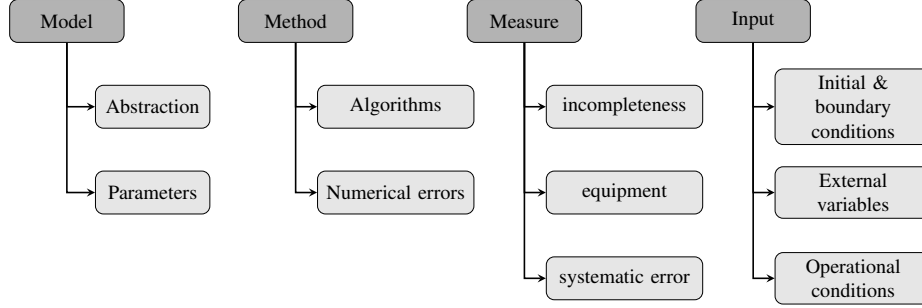 Model
Abstraction
Parameters
Method
Algorithms
Numerical errors
Measure
incompleteness
equipment
systematic error
Input
Initial &
boundary
conditions
External
variables
Operational
conditions